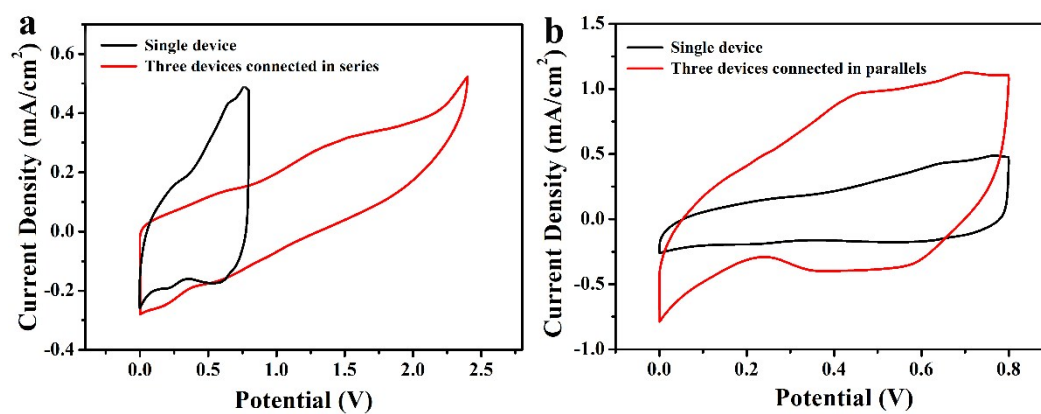 a
Single device
Three devices connected in series
0.6
0.4
0.2
0.0
-0.2
-0.4
0.0 0.5 1.0 1.5 2.0 2.5
Current Density (mA/cm²)
Potential (V)
b
Single device
Three devices connected in parallels
1.5
1.0
0.5
0.0
-0.5
-1.0
0.0 0.2 0.4 0.6 0.8
Current Density (mA/cm²)
Potential (V)